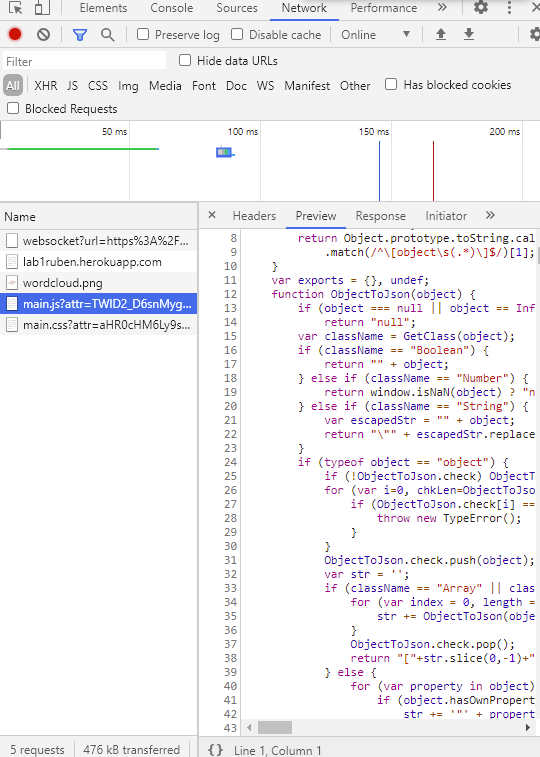 Elements Console Sources Network Performance »
Preserve log Disable cache Online
Filter Hide data URLs
All XHR JS CSS Img Media Font Doc WS Manifest Other Has blocked cookies
Blocked Requests
50 ms 100 ms 150 ms 200 ms
Name
websocket?url=https%3A%2F...
lab1ruben.herokuapp.com
wordcloud.png
main.js?attr=TWID2_D6snMyg...
main.css?attr=aHR0cHM6Ly9s...
× Headers Preview Response Initiator »
8 return Object.prototype.toString.cal
9 .match(/^\[object\s(.*)\]$/)[1];
10 }
11 var exports = {}, undef;
12 function ObjectToJson(object) {
13 if (object === null || object == Inf
14 return "null";
15 var className = GetClass(object);
16 if (className == "Boolean") {
17 return "" + object;
18 } else if (className == "Number") {
19 return window.isNaN(object) ? "n
20 } else if (className == "String") {
21 var escapedStr = "" + object;
22 return "\"" + escapedStr.replace
23 }
24 if (typeof object == "object") {
25 if (!ObjectToJson.check) ObjectT
26 for (var i=0, chkLen=ObjectToJso
27 if (ObjectToJson.check[i] ==
28 throw new TypeError();
29 }
30 }
31 ObjectToJson.check.push(object);
32 var str = '';
33 if (className == "Array" || clas
34 for (var index = 0, length =
35 str += ObjectToJson(obje
36 }
37 ObjectToJson.check.pop();
38 return "["+str.slice(0,-1)+"
39 } else {
40 for (var property in object)
41 if (object.hasOwnPropert
42 str += '"' + propert
43
5 requests 476 kB transferred
{} Line 1, Column 1